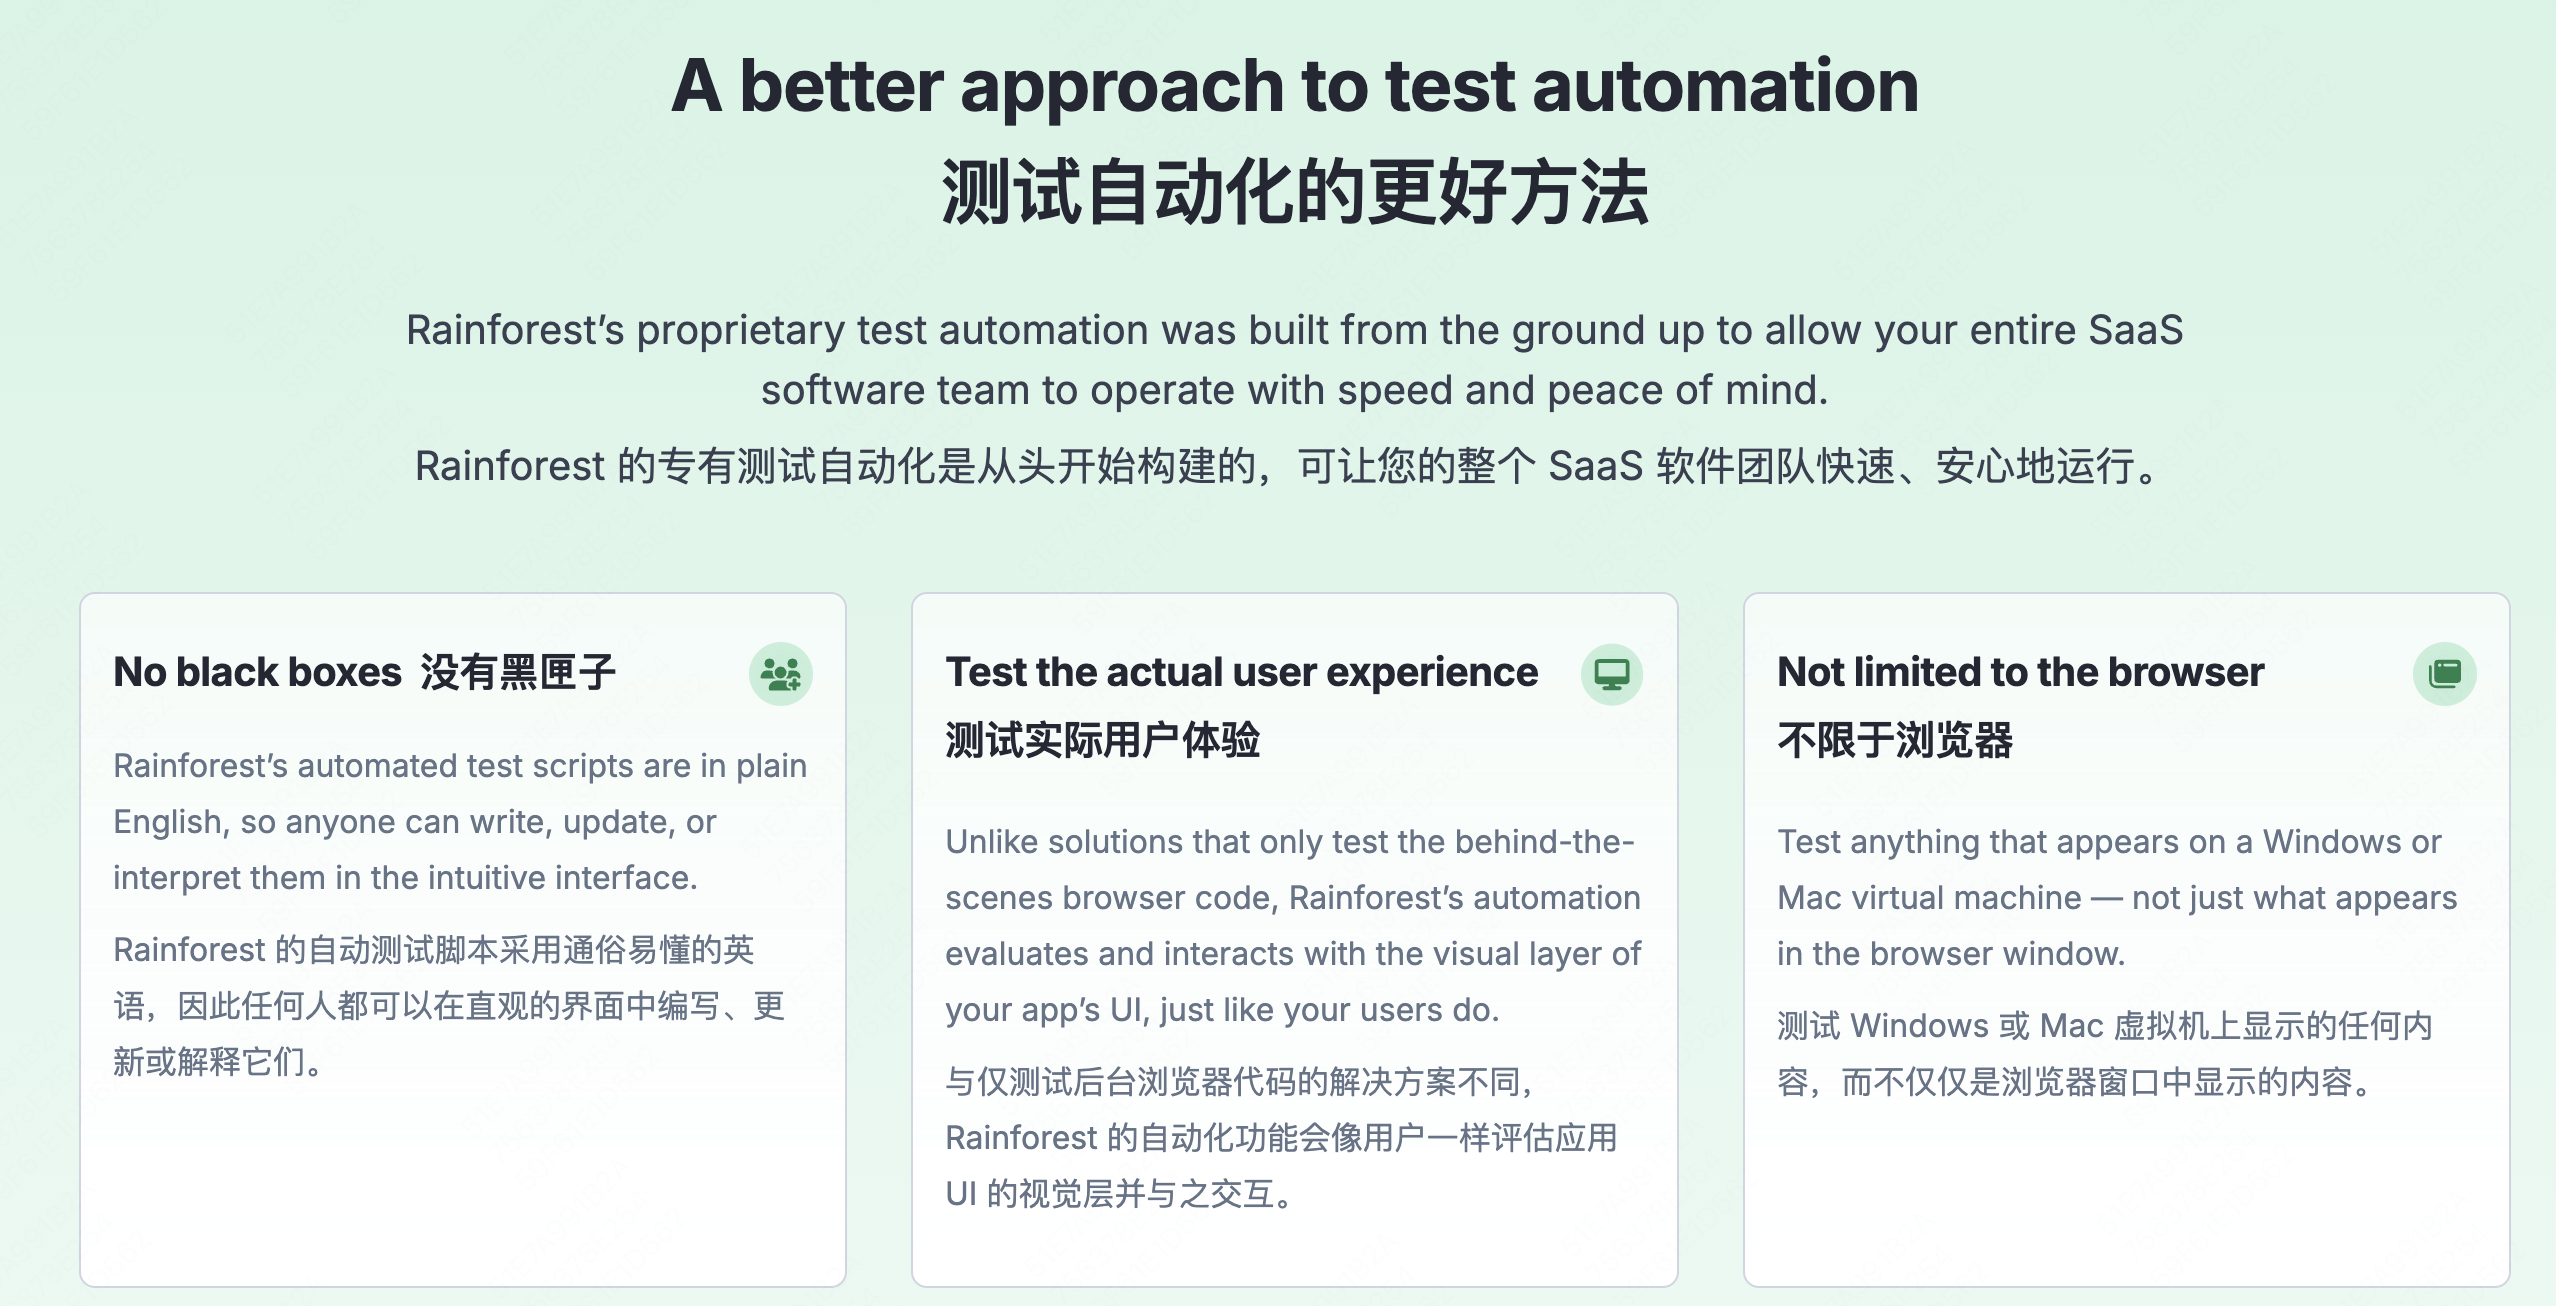 A better approach to test automation
测试自动化的更好方法
Rainforest’s proprietary test automation was built from the ground up to allow your entire SaaS
software team to operate with speed and peace of mind.
Rainforest 的专有测试自动化是从头开始构建的，可让您的整个 SaaS 软件团队快速、安心地运行。
No black boxes 没有黑匣子
Rainforest’s automated test scripts are in plain
English, so anyone can write, update, or
interpret them in the intuitive interface.
Rainforest 的自动测试脚本采用通俗易懂的英
语，因此任何人都可以在直观的界面中编写、更
新或解释它们。
Test the actual user experience
测试实际用户体验
Unlike solutions that only test the behind-the-
scenes browser code, Rainforest’s automation
evaluates and interacts with the visual layer of
your app’s UI, just like your users do.
与仅测试后台浏览器代码的解决方案不同，
Rainforest 的自动化功能会像用户一样评估应用
UI 的视觉层并与之交互。
Not limited to the browser
不限于浏览器
Test anything that appears on a Windows or
Mac virtual machine — not just what appears
in the browser window.
测试 Windows 或 Mac 虚拟机上显示的任何内
容，而不仅仅是浏览器窗口中显示的内容。